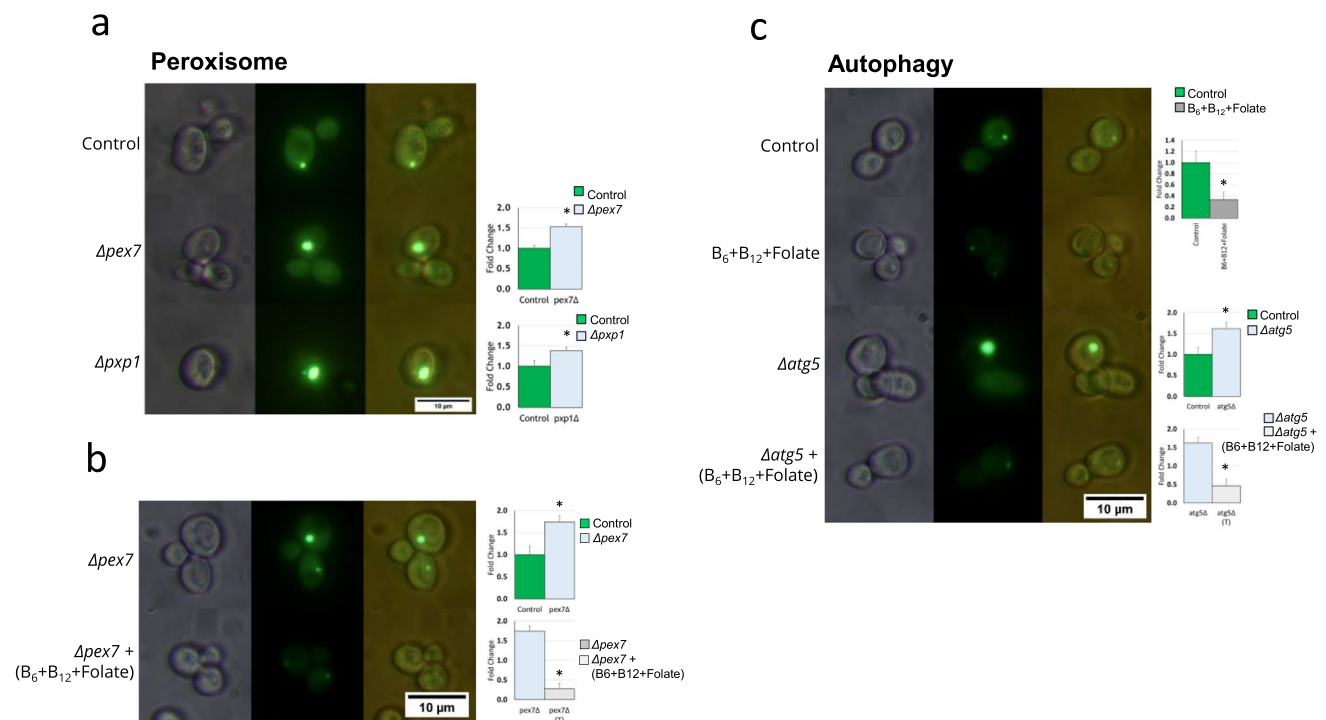 a
Peroxisome
Control
Δpex7
Δpxp1
10 µm
Control
Δpex7
*
2.0
1.5
1.0
0.5
0.0
Fold Change
Control pex7Δ
Control
Δpxp1
*
2.0
1.5
1.0
0.5
0.0
Fold Change
Control pxp1Δ
b
Δpex7
Δpex7 +
(B6+B12+Folate)
10 µm
*
2.0
1.5
1.0
0.5
0.0
Fold Change
Control pex7Δ
Control
Δpex7
2.0
1.5
1.0
0.5
0.0
Fold Change
*
pex7Δ pex7Δ
(T)
Δpex7
Δpex7 +
(B6+B12+Folate)
c
Autophagy
Control
B6+B12+Folate
Δatg5
Δatg5 +
(B6+B12+Folate)
10 µm
Control
B6+B12+Folate
1.4
1.2
1.0
0.8
0.6
0.4
0.2
0.0
Fold Change
*
Control
B6+B12+Folate
2.0
1.5
1.0
0.5
0.0
Fold Change
*
Control atg5Δ
Control
Δatg5
Δatg5
Δatg5 +
(B6+B12+Folate)
2.0
1.5
1.0
0.5
0.0
Fold Change
*
atg5Δ atg5Δ
(T)